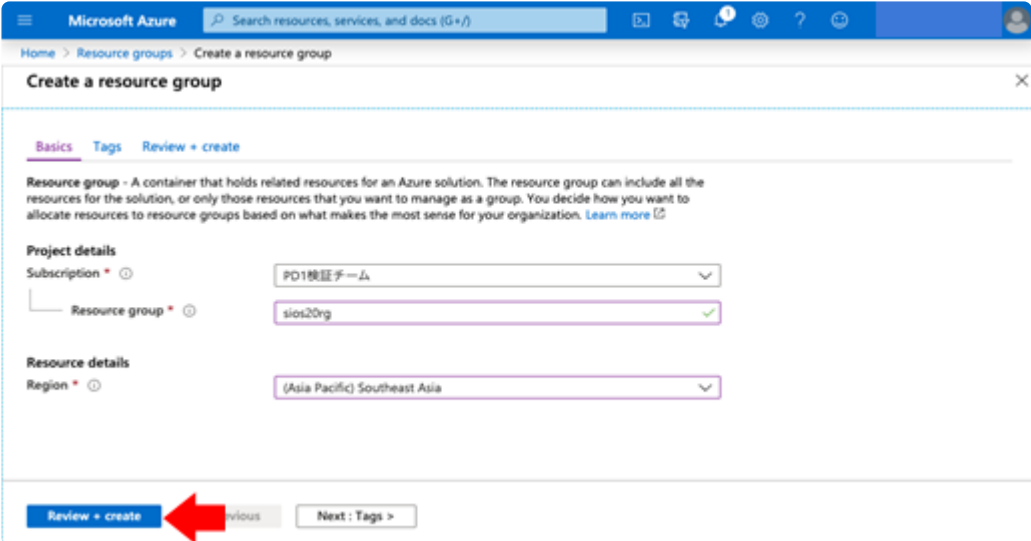 Microsoft Azure
Search resources, services, and docs (G+/)
1
Home > Resource groups > Create a resource group
Create a resource group
Basics Tags Review + create
Resource group - A container that holds related resources for an Azure solution. The resource group can include all the
resources for the solution, or only those resources that you want to manage as a group. You decide how you want to
allocate resources to resource groups based on what makes the most sense for your organization. Learn more
Project details
Subscription *
PD1検証チーム
Resource group *
sios20rg
Resource details
Region *
(Asia Pacific) Southeast Asia
Review + create
evious
Next : Tags >